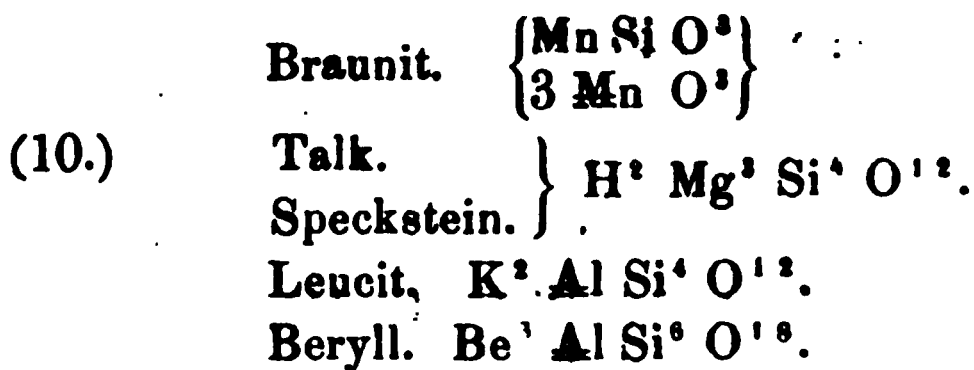 Braunit. {Mn Si O³}
{3 Mn O³}
(10.) Talk. } H² Mg³ Si⁴ O¹².
Speckstein.
Leucit, K². Al Si⁴ O¹².
Beryll. Be³ Al Si⁶ O¹⁸.